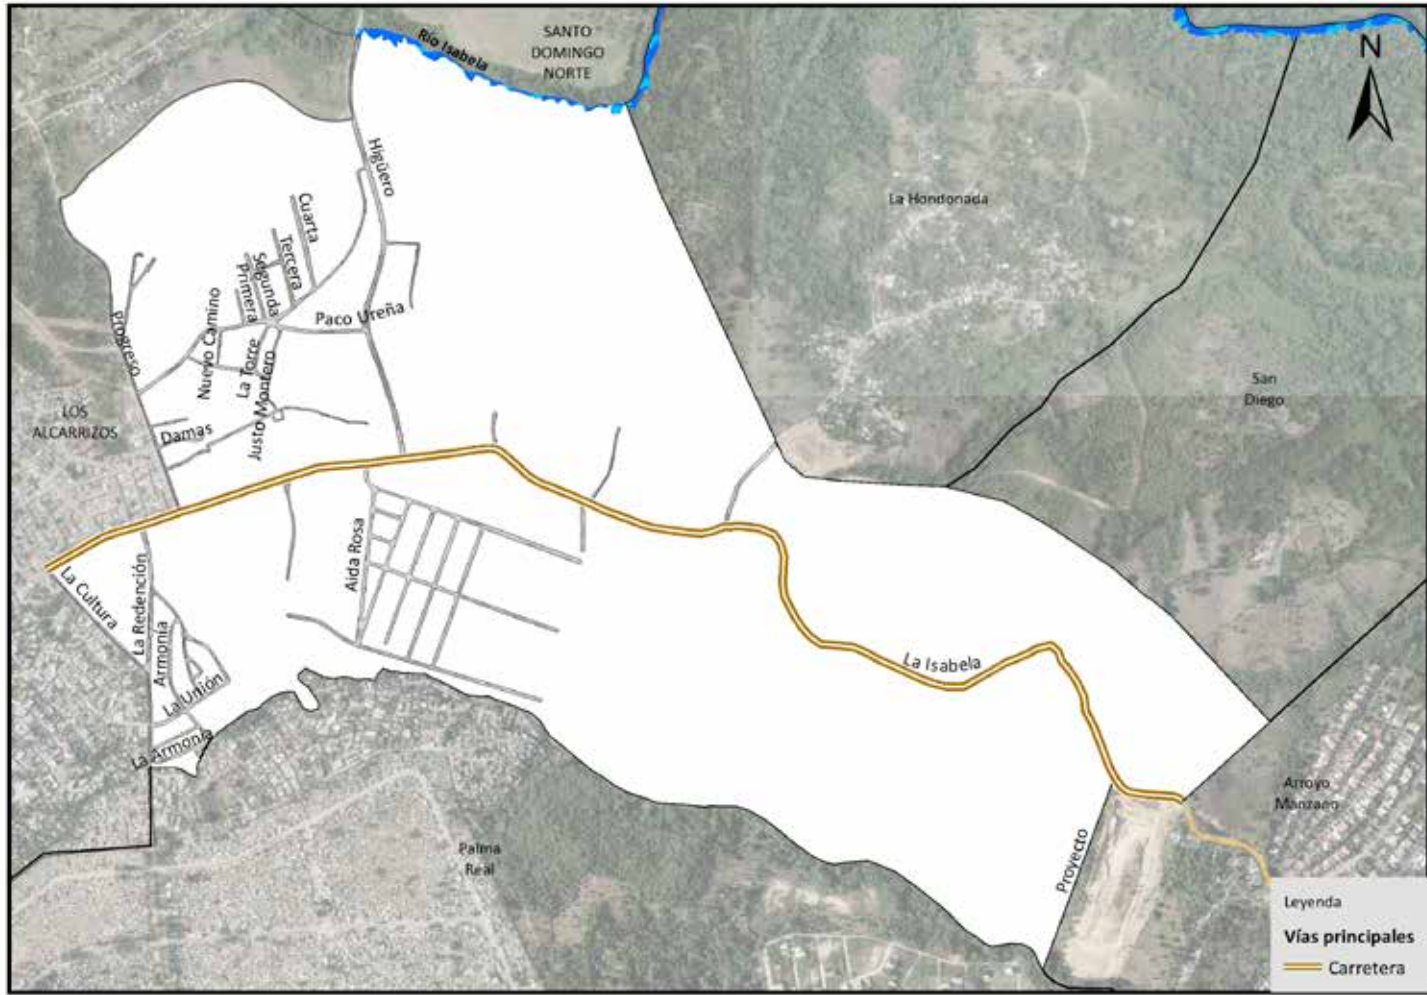 SANTO
DOMINGO
NORTE
Río Isabela
N
Higüero
La Hondonada
Cuarta
Tercera
Segunda
Primera
Paco Ureña
Nuevo Camino
Progreso
La Torre
Justo Montero
San
Diego
LOS
ALCARRIZOS
Damas
Aida Rosa
La Redención
La Cultura
Armonía
La Unión
La Armonía
La Isabela
Arroyo
Manzano
Palma
Real
Proyecto
Leyenda
Vías principales
Carretera